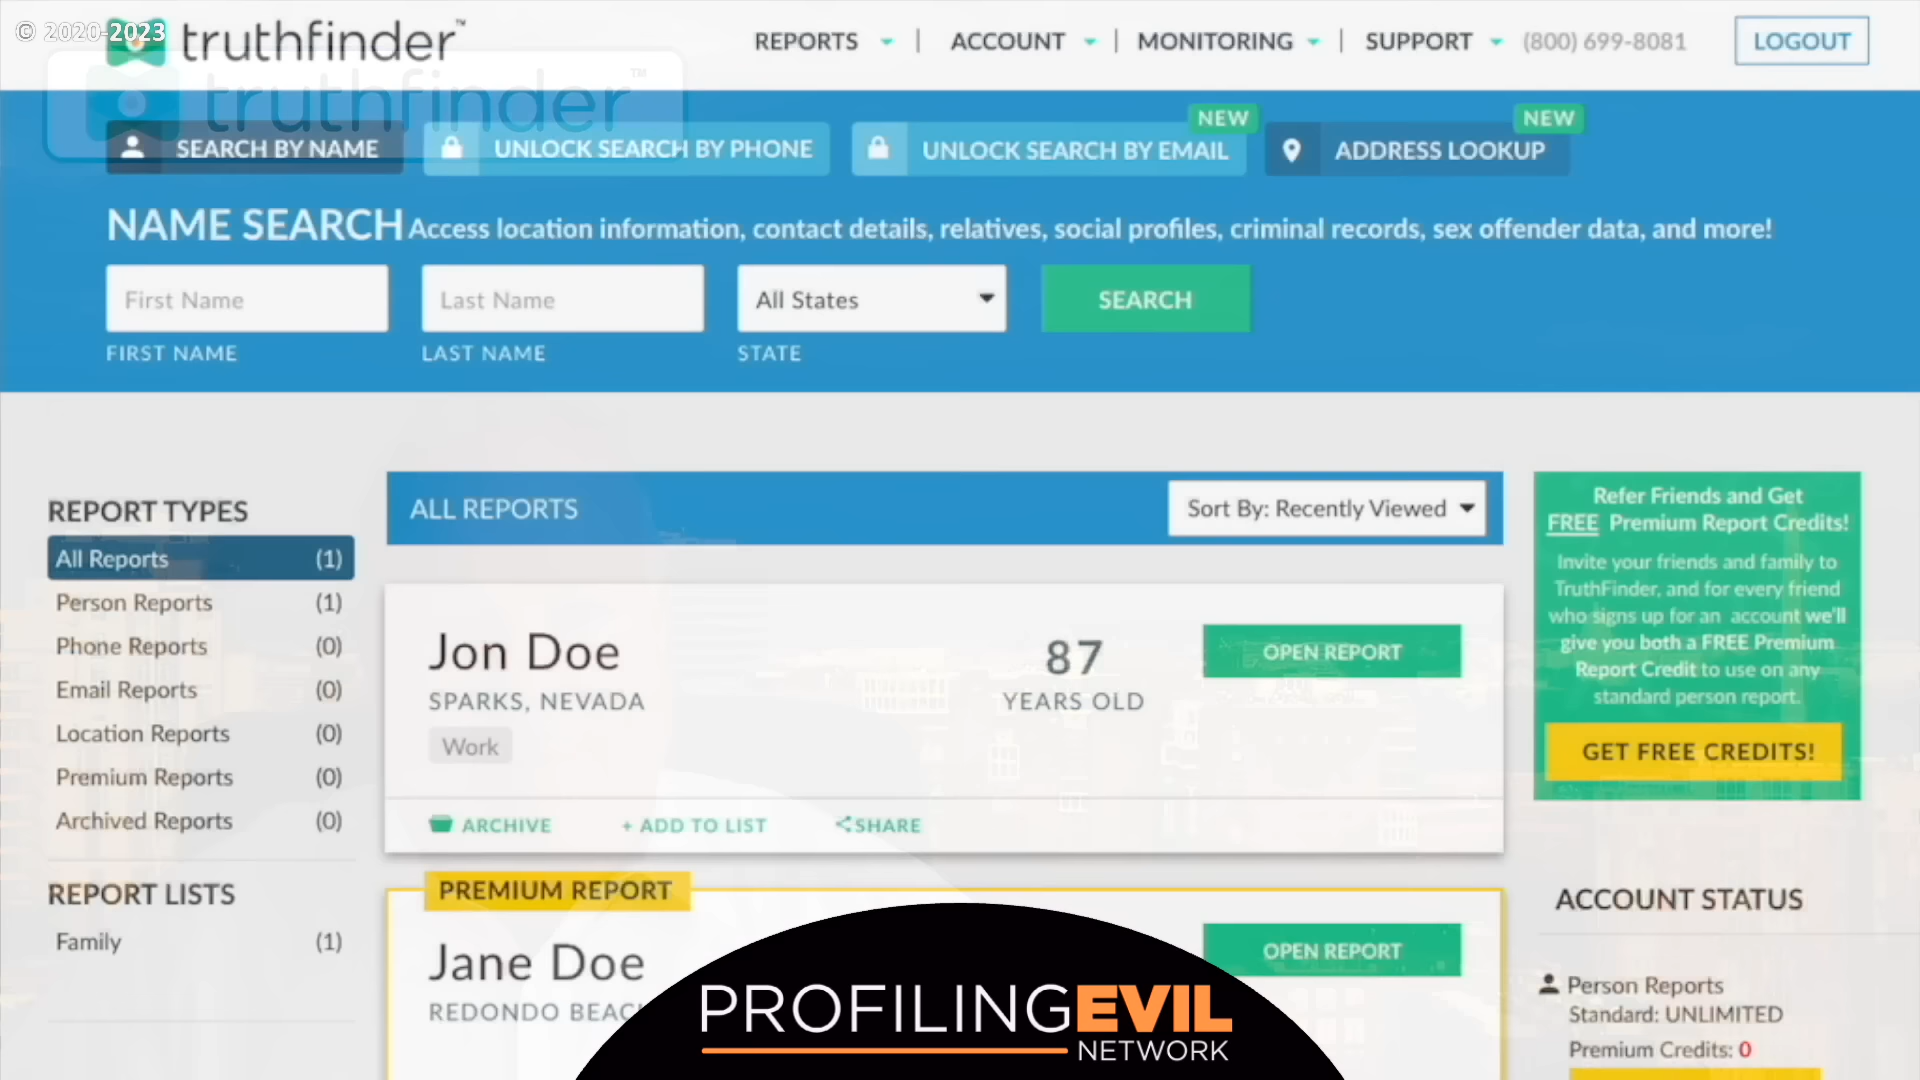 © 2020-2023
truthfinder™
REPORTS
ACCOUNT
MONITORING
SUPPORT
(800) 699-8081
LOGOUT
truthfinder™
SEARCH BY NAME
UNLOCK SEARCH BY PHONE
UNLOCK SEARCH BY EMAIL
NEW
ADDRESS LOOKUP
NEW
NAME SEARCH Access location information, contact details, relatives, social profiles, criminal records, sex offender data, and more!
First Name
Last Name
All States
SEARCH
FIRST NAME
LAST NAME
STATE
REPORT TYPES
All Reports (1)
Person Reports (1)
Phone Reports (0)
Email Reports (0)
Location Reports (0)
Premium Reports (0)
Archived Reports (0)
REPORT LISTS
Family (1)
ALL REPORTS
Sort By: Recently Viewed
Jon Doe
SPARKS, NEVADA
Work
87
YEARS OLD
OPEN REPORT
ARCHIVE
+ ADD TO LIST
SHARE
PREMIUM REPORT
Jane Doe
REDONDO BEAC
OPEN REPORT
Refer Friends and Get
FREE Premium Report Credits!
Invite your friends and family to
TruthFinder, and for every friend
who signs up for an account we'll
give you both a FREE Premium
Report Credit to use on any
standard person report.
GET FREE CREDITS!
ACCOUNT STATUS
Person Reports
Standard: UNLIMITED
Premium Credits: 0
PROFILING EVIL
NETWORK